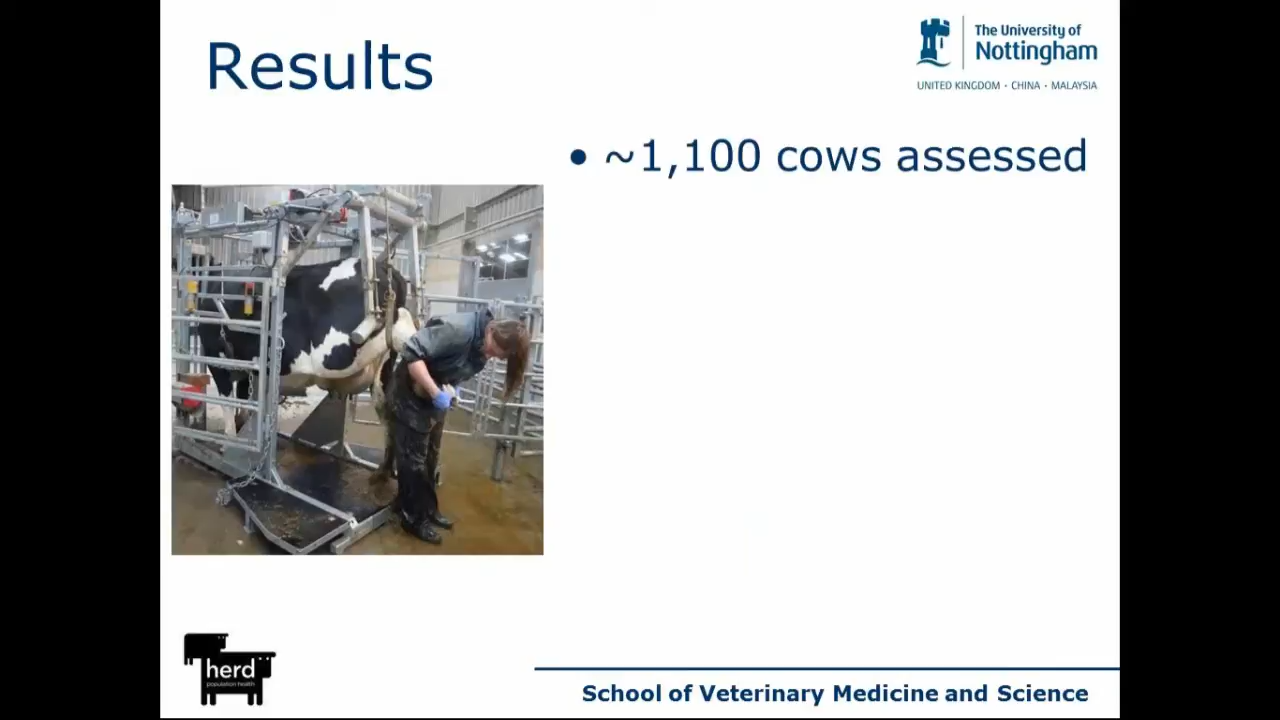 Results
The University of
Nottingham
UNITED KINGDOM · CHINA · MALAYSIA
• ~1,100 cows assessed
herd
population health
School of Veterinary Medicine and Science